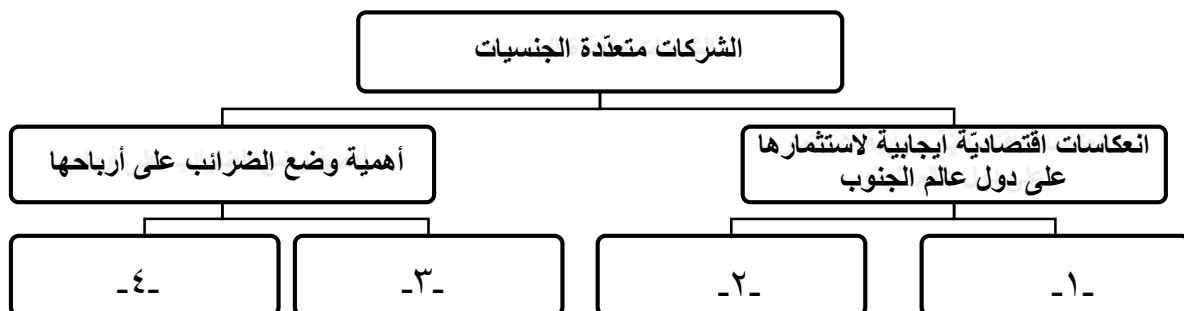 الشركات متعدّدة الجنسيات
انعكاسات اقتصاديّة ايجابية لاستثمارها
على دول عالم الجنوب
أهمية وضع الضرائب على أرباحها
-١-
-٢-
-٣-
-٤-